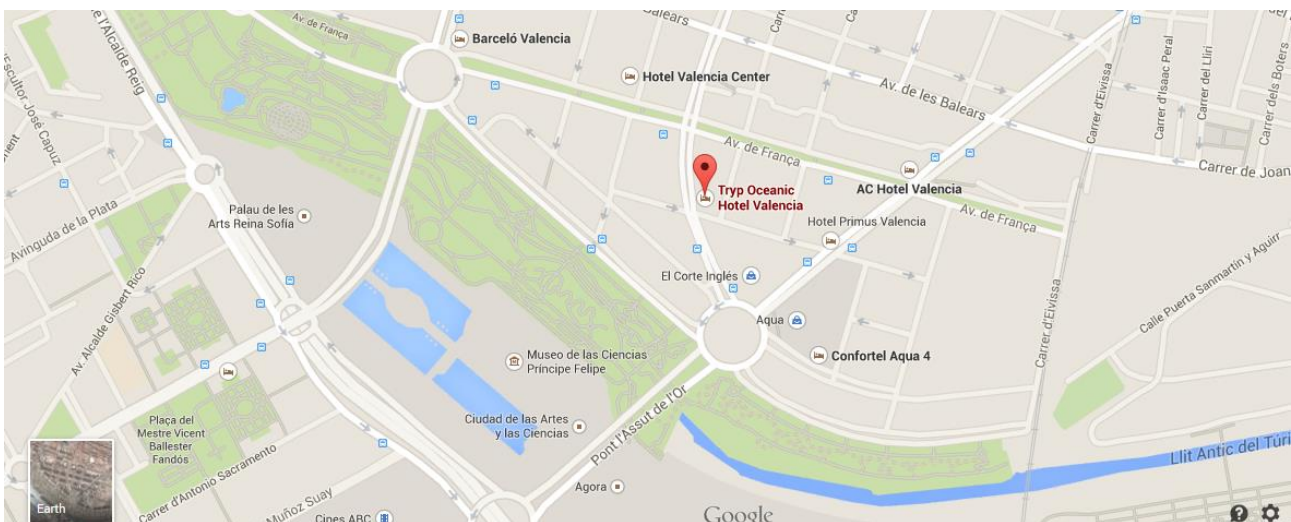 Balears
Av. de França
Barceló Valencia
Hotel Valencia Center
Av. de les Balears
Carrer d'Eivissa
Carrer d'Isaac Peral
Carrer del Lliri
Carrer dels Boters
del
e l'Alcalde Reig
'Escultor José Capuz
Av. de França
Carrer de Joan
AC Hotel Valencia
Tryp Oceanic
Hotel Valencia
Av. de França
Hotel Primus Valencia
Palau de les
Arts Reina Sofía
Avinguda de la Plata
El Corte Inglés
Calle Puerta Sanmartín y Aguirr
Av. Alcalde Gisbert Rico
Aqua
Carrer d'Eivissa
Confortel Aqua 4
Museo de las Ciencias
Príncipe Felipe
Pont l'Assut de l'Or
Plaça del
Mestre Vicent
Ballester
Fandós
Ciudad de las Artes
y las Ciencias
Llit Antic del Túri
Carrer d'Antonio Sacramento
Agora
Muñoz Suay
Cines ABC
Earth
Google